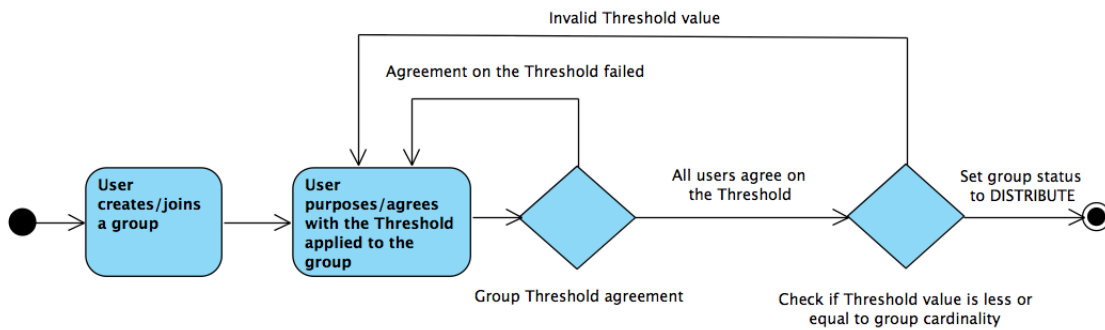 Invalid Threshold value
Agreement on the Threshold failed
User
creates/joins
a group
User
purposes/agrees
with the Threshold
applied to the
group
All users agree on
the Threshold
Set group status
to DISTRIBUTE
Group Threshold agreement
Check if Threshold value is less or
equal to group cardinality